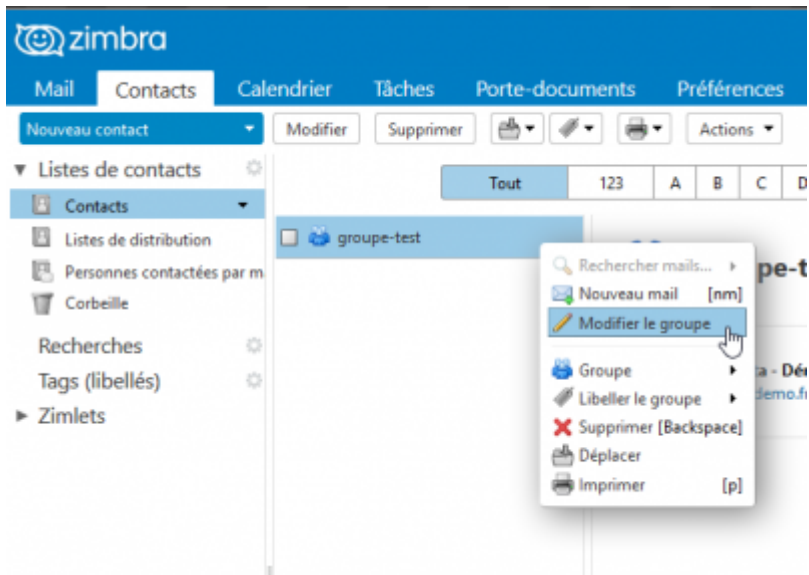 zimbra
Mail Contacts Calendrier Tâches Porte-documents Préférences
Nouveau contact Modifier Supprimer Actions
Listes de contacts
Tout 123 A B C D
Contacts
Listes de distribution
groupe-test
Personnes contactées par m
Corbeille
Recherches
Tags (libellés)
Zimlets
Rechercher mails...
Nouveau mail [nm]
Modifier le groupe
Groupe
Libeller le groupe
Supprimer [Backspace]
Déplacer
Imprimer [p]
pe-t
a - Dé
demo.f